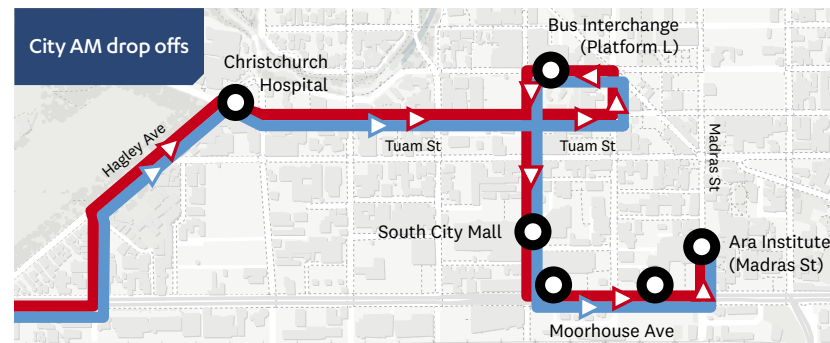 City AM drop offs
Christchurch
Hospital
Bus Interchange
(Platform L)
Hagley Ave
Tuam St
Tuam St
Madras St
South City Mall
Ara Institute
(Madras St)
Moorhouse Ave